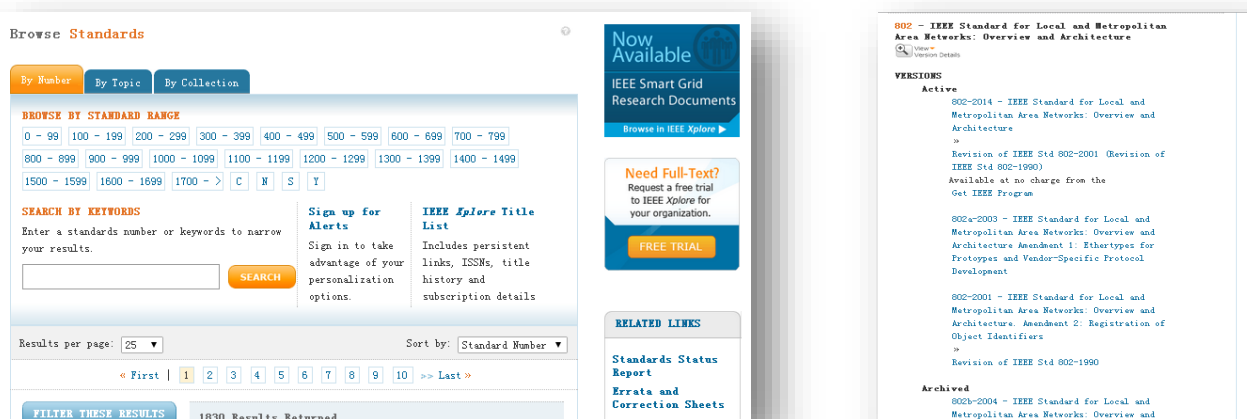 Browse Standards
By Number
By Topic
By Collection
BROWSE BY STANDARD RANGE
0 - 99 100 - 199 200 - 299 300 - 399 400 - 499 500 - 599 600 - 699 700 - 799
800 - 899 900 - 999 1000 - 1099 1100 - 1199 1200 - 1299 1300 - 1399 1400 - 1499
1500 - 1599 1600 - 1699 1700 - > C N S Y
SEARCH BY KEYWORDS
Enter a standards number or keywords to narrow
your results.
SEARCH
Sign up for
Alerts
Sign in to take
advantage of your
personalization
options.
IEEE Xplore Title
List
Includes persistent
links, ISSNs, title
history and
subscription details
Results per page: 25
Sort by: Standard Number
« First | 1 2 3 4 5 6 7 8 9 10 >> Last »
FILTER THESE RESULTS
1830 Results Returned
Now
Available
IEEE Smart Grid
Research Documents
Browse in IEEE Xplore
Need Full-Text?
Request a free trial
to IEEE Xplore for
your organization.
FREE TRIAL
RELATED LINKS
Standards Status
Report
Errata and
Correction Sheets
802 - IEEE Standard for Local and Metropolitan
Area Networks: Overview and Architecture
View
Version Details
VERSIONS
Active
802-2014 - IEEE Standard for Local and
Metropolitan Area Networks: Overview and
Architecture
»
Revision of IEEE Std 802-2001 (Revision of
IEEE Std 802-1990)
Available at no charge from the
Get IEEE Program
802a-2003 - IEEE Standard for Local and
Metropolitan Area Networks: Overview and
Architecture Amendment 1: Ethertypes for
Protoypes and Vendor-Specific Protocol
Development
802-2001 - IEEE Standard for Local and
Metropolitan Area Networks: Overview and
Architecture. Amendment 2: Registration of
Object Identifiers
»
Revision of IEEE Std 802-1990
Archived
802b-2004 - IEEE Standard for Local and
Metropolitan Area Networks: Overview and